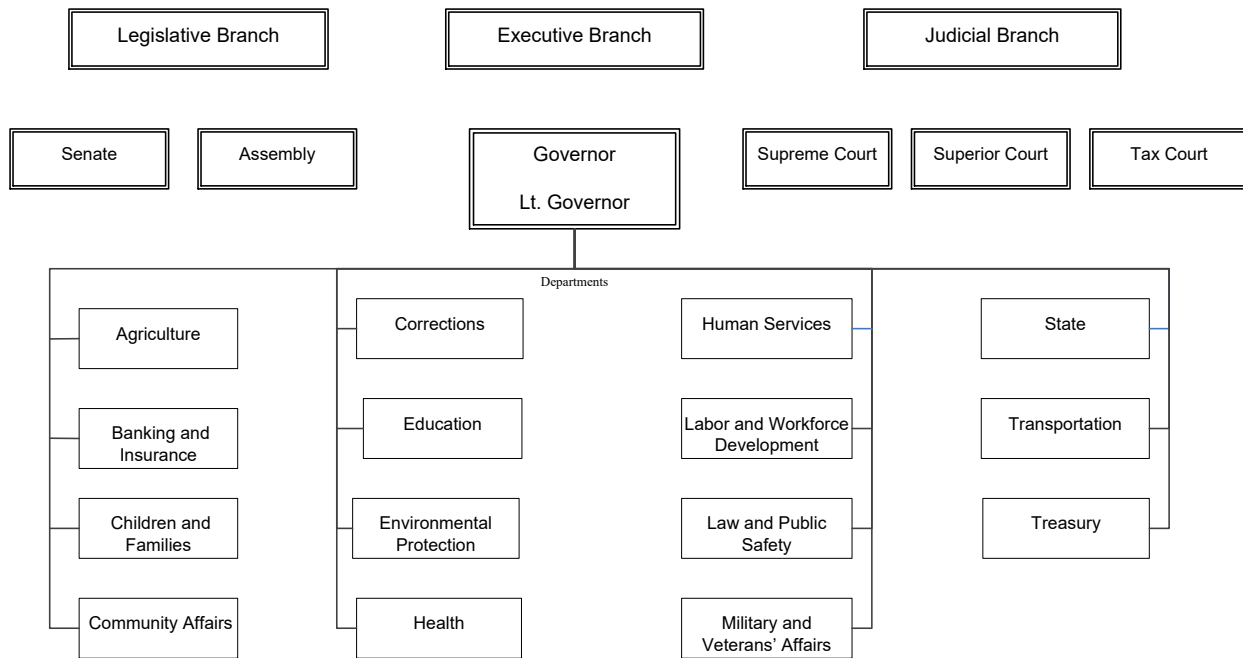 Legislative Branch
Executive Branch
Judicial Branch
Senate
Assembly
Governor
Lt. Governor
Supreme Court
Superior Court
Tax Court
Departments
Agriculture
Banking and
Insurance
Children and
Families
Community Affairs
Corrections
Education
Environmental
Protection
Health
Human Services
Labor and Workforce
Development
Law and Public
Safety
Military and
Veterans’ Affairs
State
Transportation
Treasury